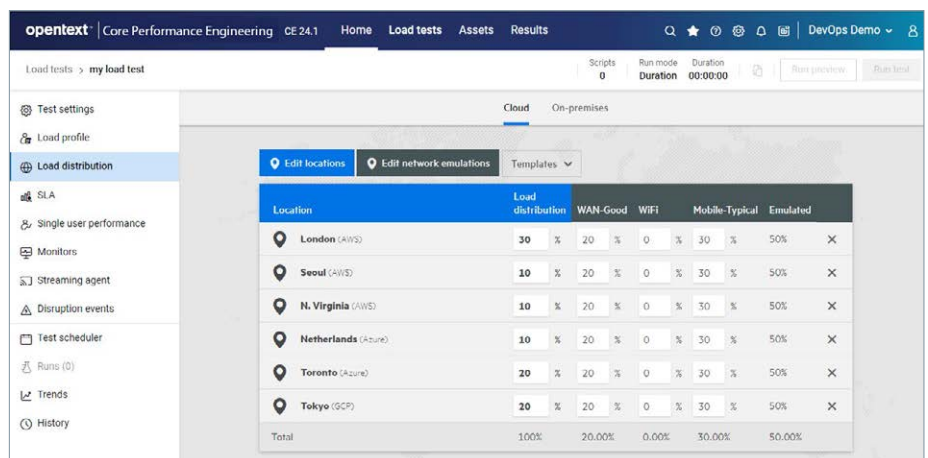 opentext™ | Core Performance Engineering CE 24.1 Home Load tests Assets Results DevOps Demo
Load tests > my load test Scripts 0 Run mode Duration Duration 00:00:00 Run preview Run test
Test settings
Load profile
Load distribution
SLA
Single user performance
Monitors
Streaming agent
Disruption events
Test scheduler
Runs (0)
Trends
History
Cloud On-premises
Edit locations Edit network emulations Templates
Location Load distribution WAN-Good WiFi Mobile-Typical Emulated
London (AWS) 30 % 20 % 0 % 30 % 50% ×
Seoul (AWS) 10 % 20 % 0 % 30 % 50% ×
N. Virginia (AWS) 10 % 20 % 0 % 30 % 50% ×
Netherlands (Azure) 10 % 20 % 0 % 30 % 50% ×
Toronto (Azure) 20 % 20 % 0 % 30 % 50% ×
Tokyo (GCP) 20 % 20 % 0 % 30 % 50% ×
Total 100% 20.00% 0.00% 30.00% 50.00%